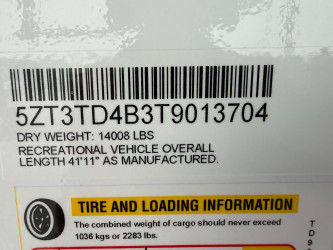 5ZT3TD4B3T9013704
DRY WEIGHT: 14008 LBS
RECREATIONAL VEHICLE OVERALL
LENGTH 41'11" AS MANUFACTURED.
TIRE AND LOADING INFORMATION
The combined weight of cargo should never exceed
1036 kgs or 2283 lbs.
T
D